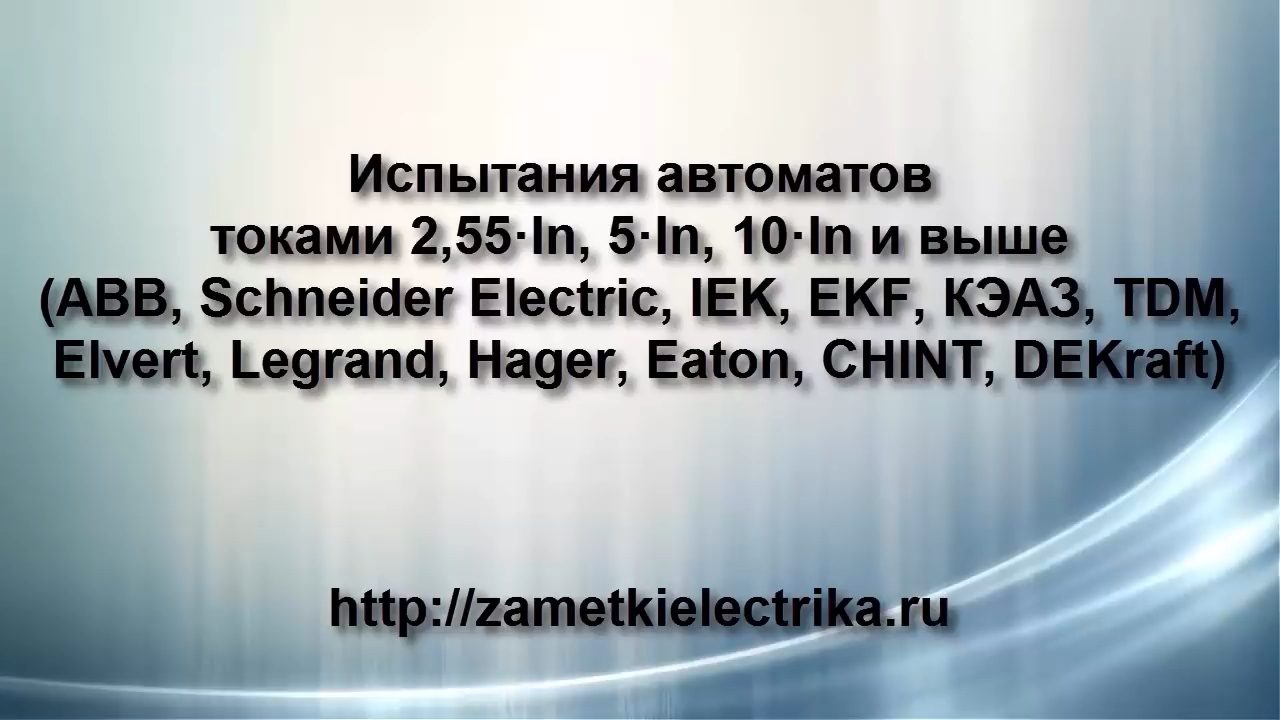 Испытания автоматов
токами 2,55·In, 5·In, 10·In и выше
(ABB, Schneider Electric, IEK, EKF, КЭАЗ, TDM,
Elvert, Legrand, Hager, Eaton, CHINT, DEKraft)
http://zametkielectrika.ru